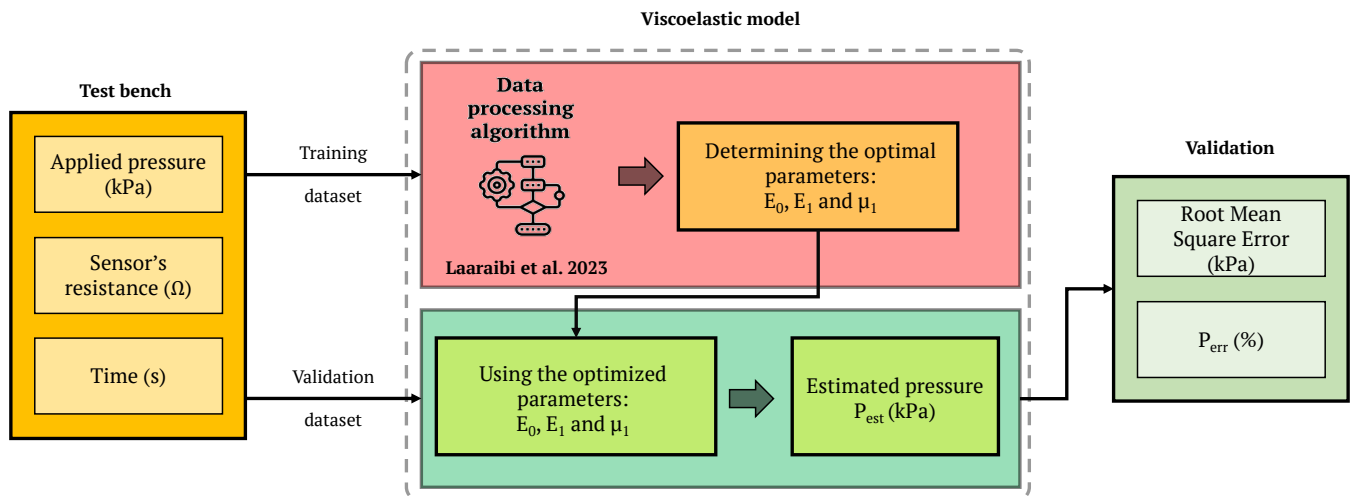 Viscoelastic model
Test bench
Applied pressure
(kPa)
Sensor's
resistance (Ω)
Time (s)
Training
dataset
Validation
dataset
Data
processing
algorithm
Laaraibi et al. 2023
Determining the optimal
parameters:
E₀, E₁ and µ₁
Using the optimized
parameters:
E₀, E₁ and µ₁
Estimated pressure
Pₑₛₜ (kPa)
Validation
Root Mean
Square Error
(kPa)
Pₑᵣᵣ (%)